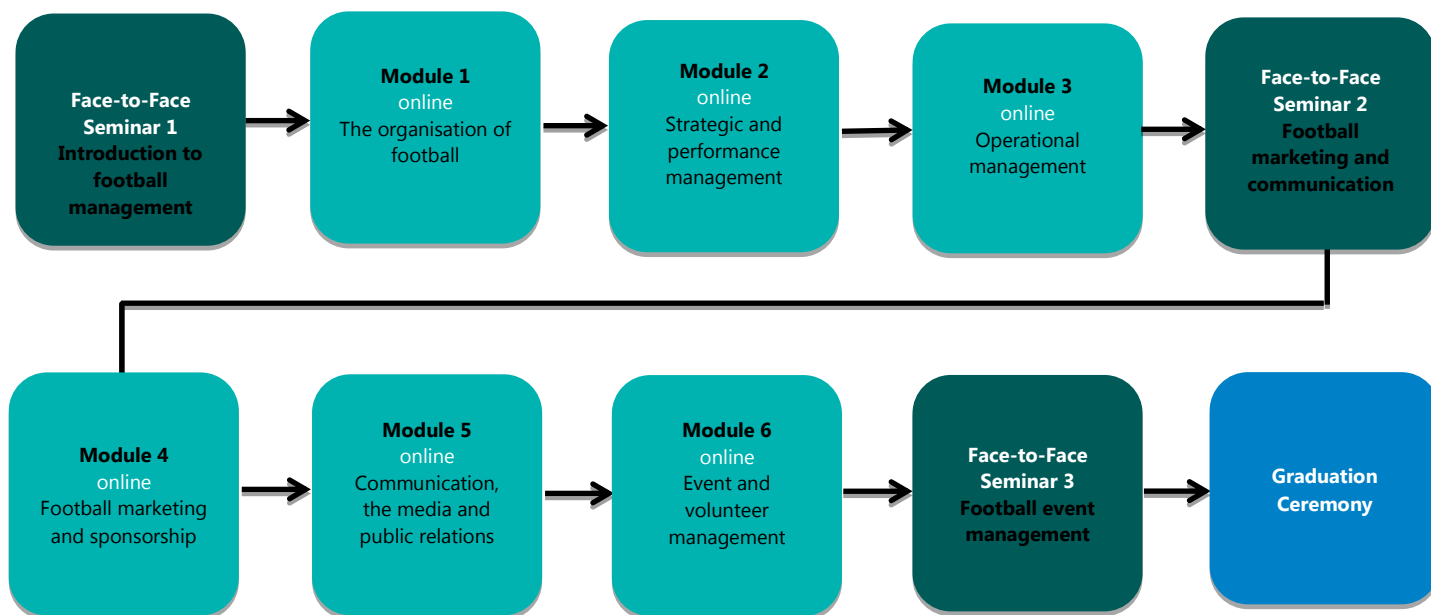 Face-to-Face
Seminar 1
Introduction to
football
management
Module 1
online
The organisation of
football
Module 2
online
Strategic and
performance
management
Module 3
online
Operational
management
Face-to-Face
Seminar 2
Football
marketing and
communication
Module 4
online
Football marketing
and sponsorship
Module 5
online
Communication,
the media and
public relations
Module 6
online
Event and
volunteer
management
Face-to-Face
Seminar 3
Football event
management
Graduation
Ceremony